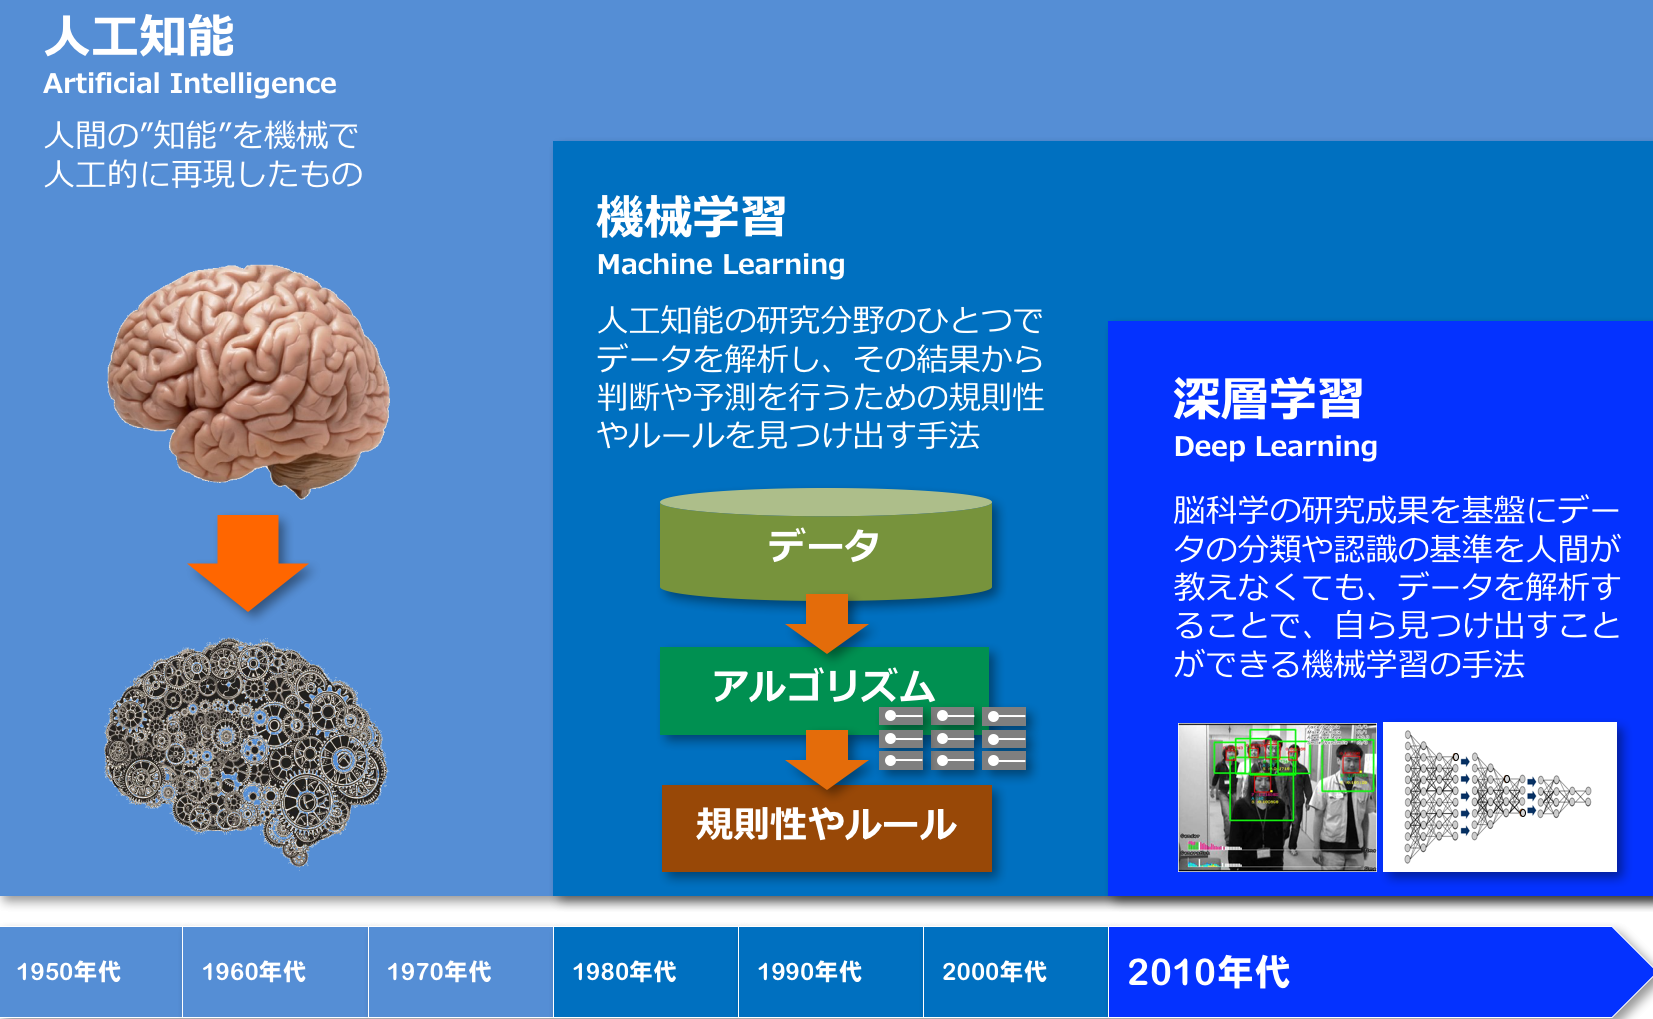 人工知能
Artificial Intelligence
人間の”知能”を機械で
人工的に再現したもの
機械学習
Machine Learning
人工知能の研究分野のひとつで
データを解析し、その結果から
判断や予測を行うための規則性
やルールを見つけ出す手法
データ
アルゴリズム
規則性やルール
深層学習
Deep Learning
脳科学の研究成果を基盤にデー
タの分類や認識の基準を人間が
教えなくても、データを解析す
ることで、自ら見つけ出すこと
ができる機械学習の手法
1950年代
1960年代
1970年代
1980年代
1990年代
2000年代
2010年代